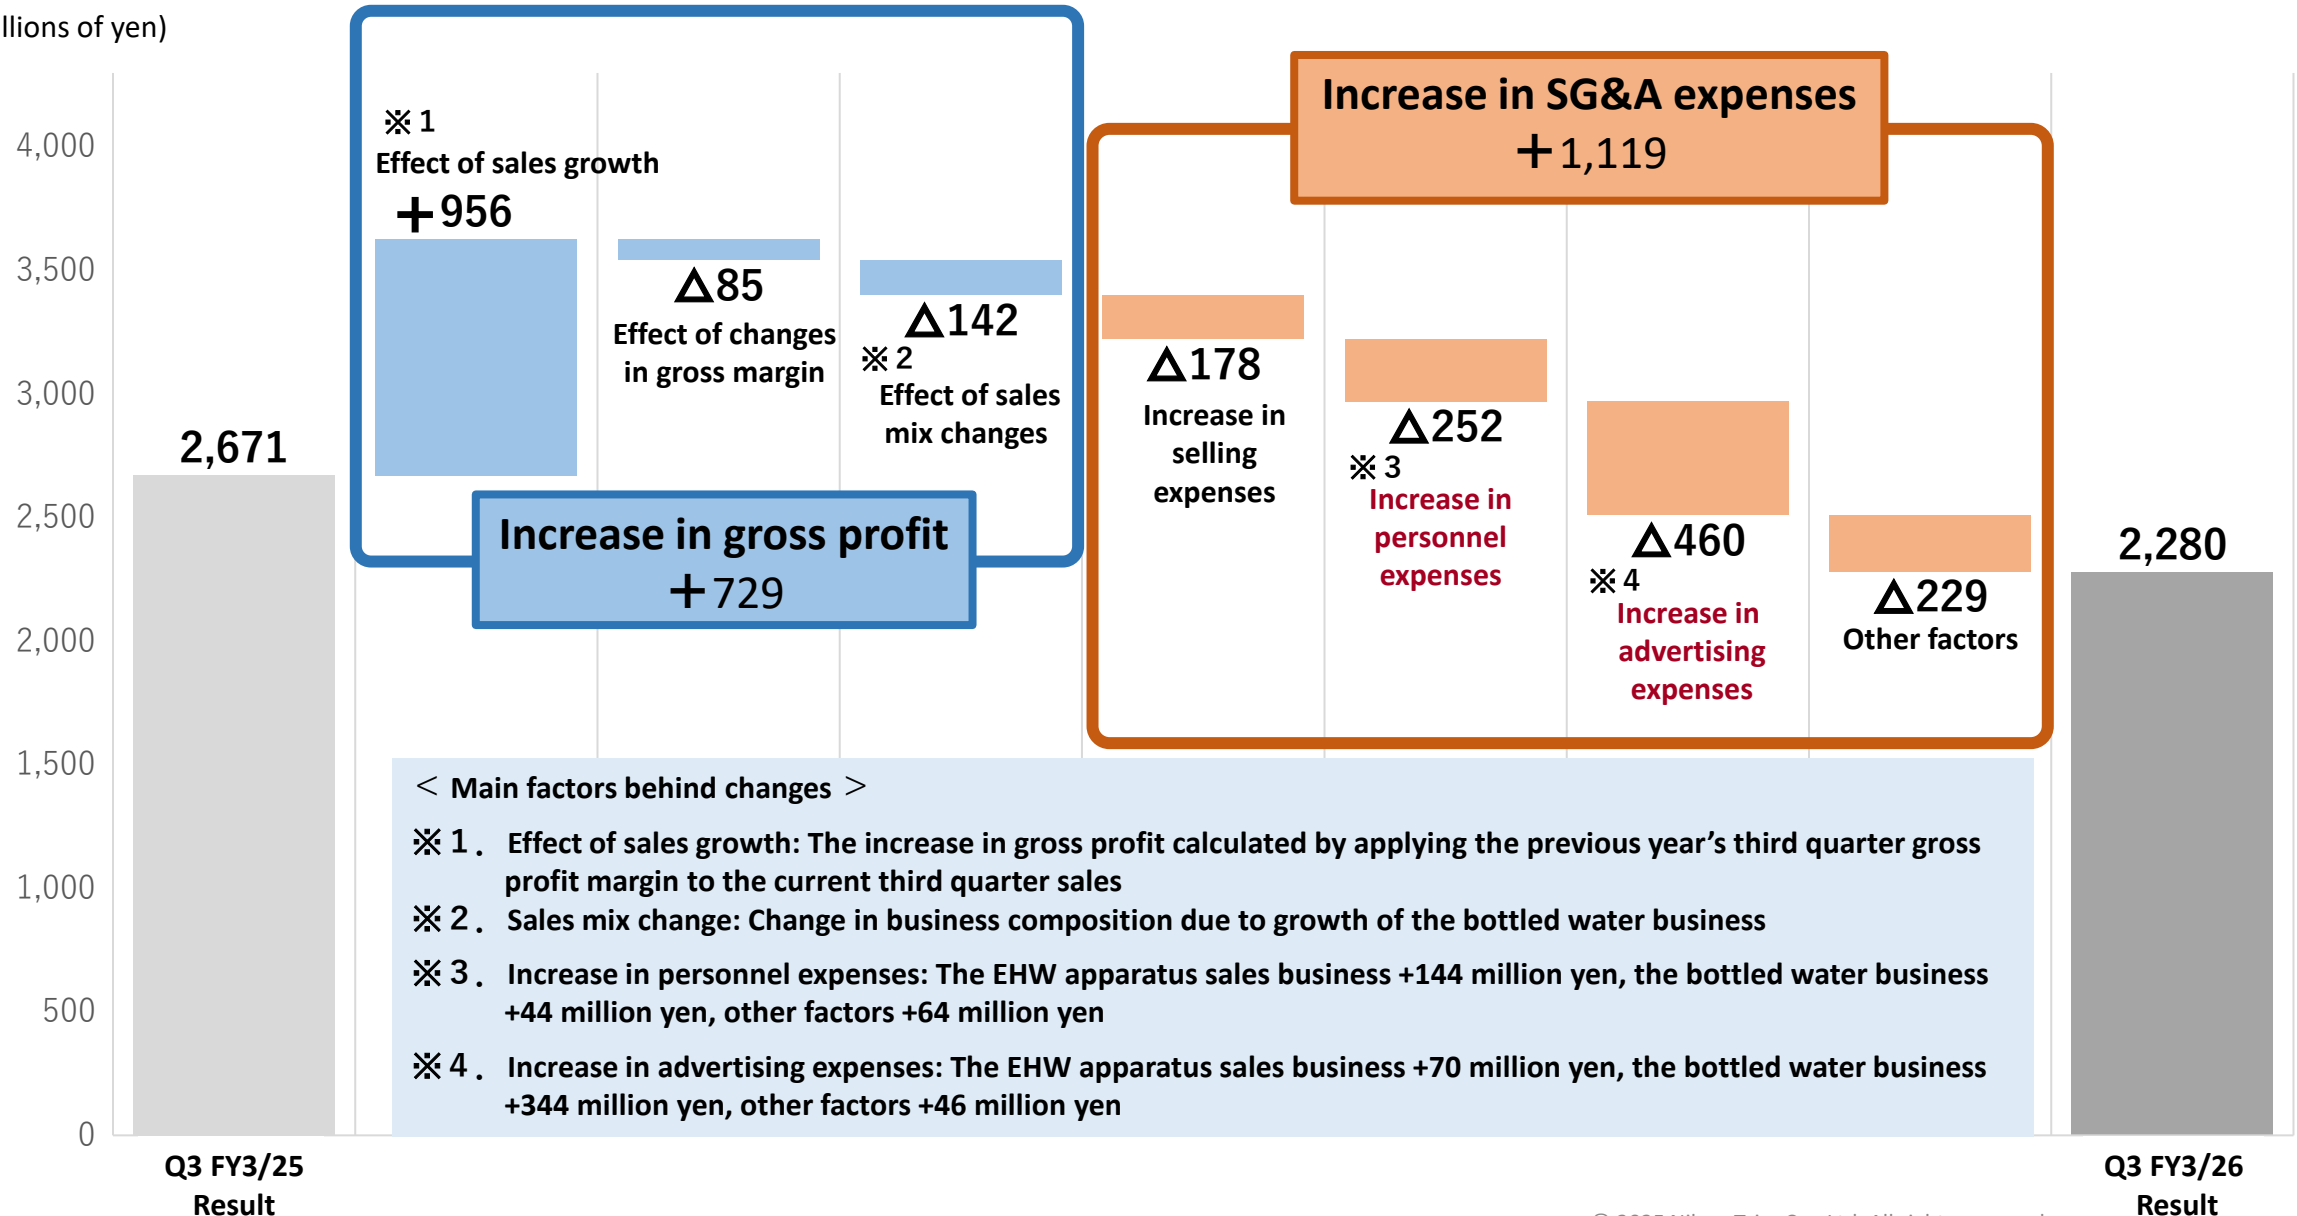 llions of yen)
4,000
3,500
3,000
2,500
2,000
1,500
1,000
500
0
2,671
※1
Effect of sales growth
+956
△85
Effect of changes
in gross margin
△142
※2
Effect of sales
mix changes
Increase in gross profit
+729
Increase in SG&A expenses
+1,119
△178
Increase in
selling
expenses
△252
※3
Increase in
personnel
expenses
△460
※4
Increase in
advertising
expenses
△229
Other factors
2,280
< Main factors behind changes >
※1. Effect of sales growth: The increase in gross profit calculated by applying the previous year’s third quarter gross
profit margin to the current third quarter sales
※2. Sales mix change: Change in business composition due to growth of the bottled water business
※3. Increase in personnel expenses: The EHW apparatus sales business +144 million yen, the bottled water business
+44 million yen, other factors +64 million yen
※4. Increase in advertising expenses: The EHW apparatus sales business +70 million yen, the bottled water business
+344 million yen, other factors +46 million yen
Q3 FY3/25
Result
Q3 FY3/26
Result